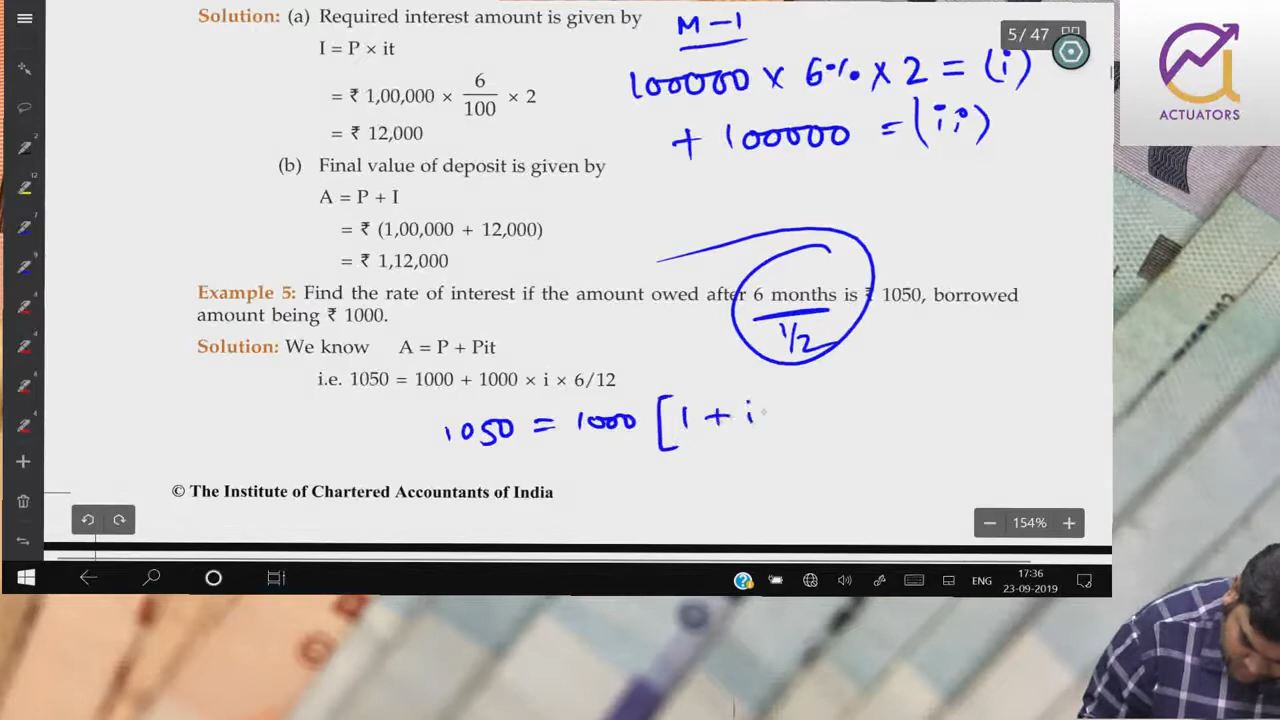 Solution: (a) Required interest amount is given by
I = P × it
= ₹ 1,00,000 × 6/100 × 2
= ₹ 12,000
(b) Final value of deposit is given by
A = P + I
= ₹ (1,00,000 + 12,000)
= ₹ 1,12,000
M - 1
100000 × 6% × 2 = (i)
+ 100000 = (ii)
5 / 47
ACTUATORS
Example 5: Find the rate of interest if the amount owed after 6 months is ₹ 1050, borrowed
amount being ₹ 1000.
1/2
Solution: We know A = P + Pit
i.e. 1050 = 1000 + 1000 × i × 6/12
1050 = 1000 [1 + i
© The Institute of Chartered Accountants of India
154%
ENG
17:36
23-09-2019